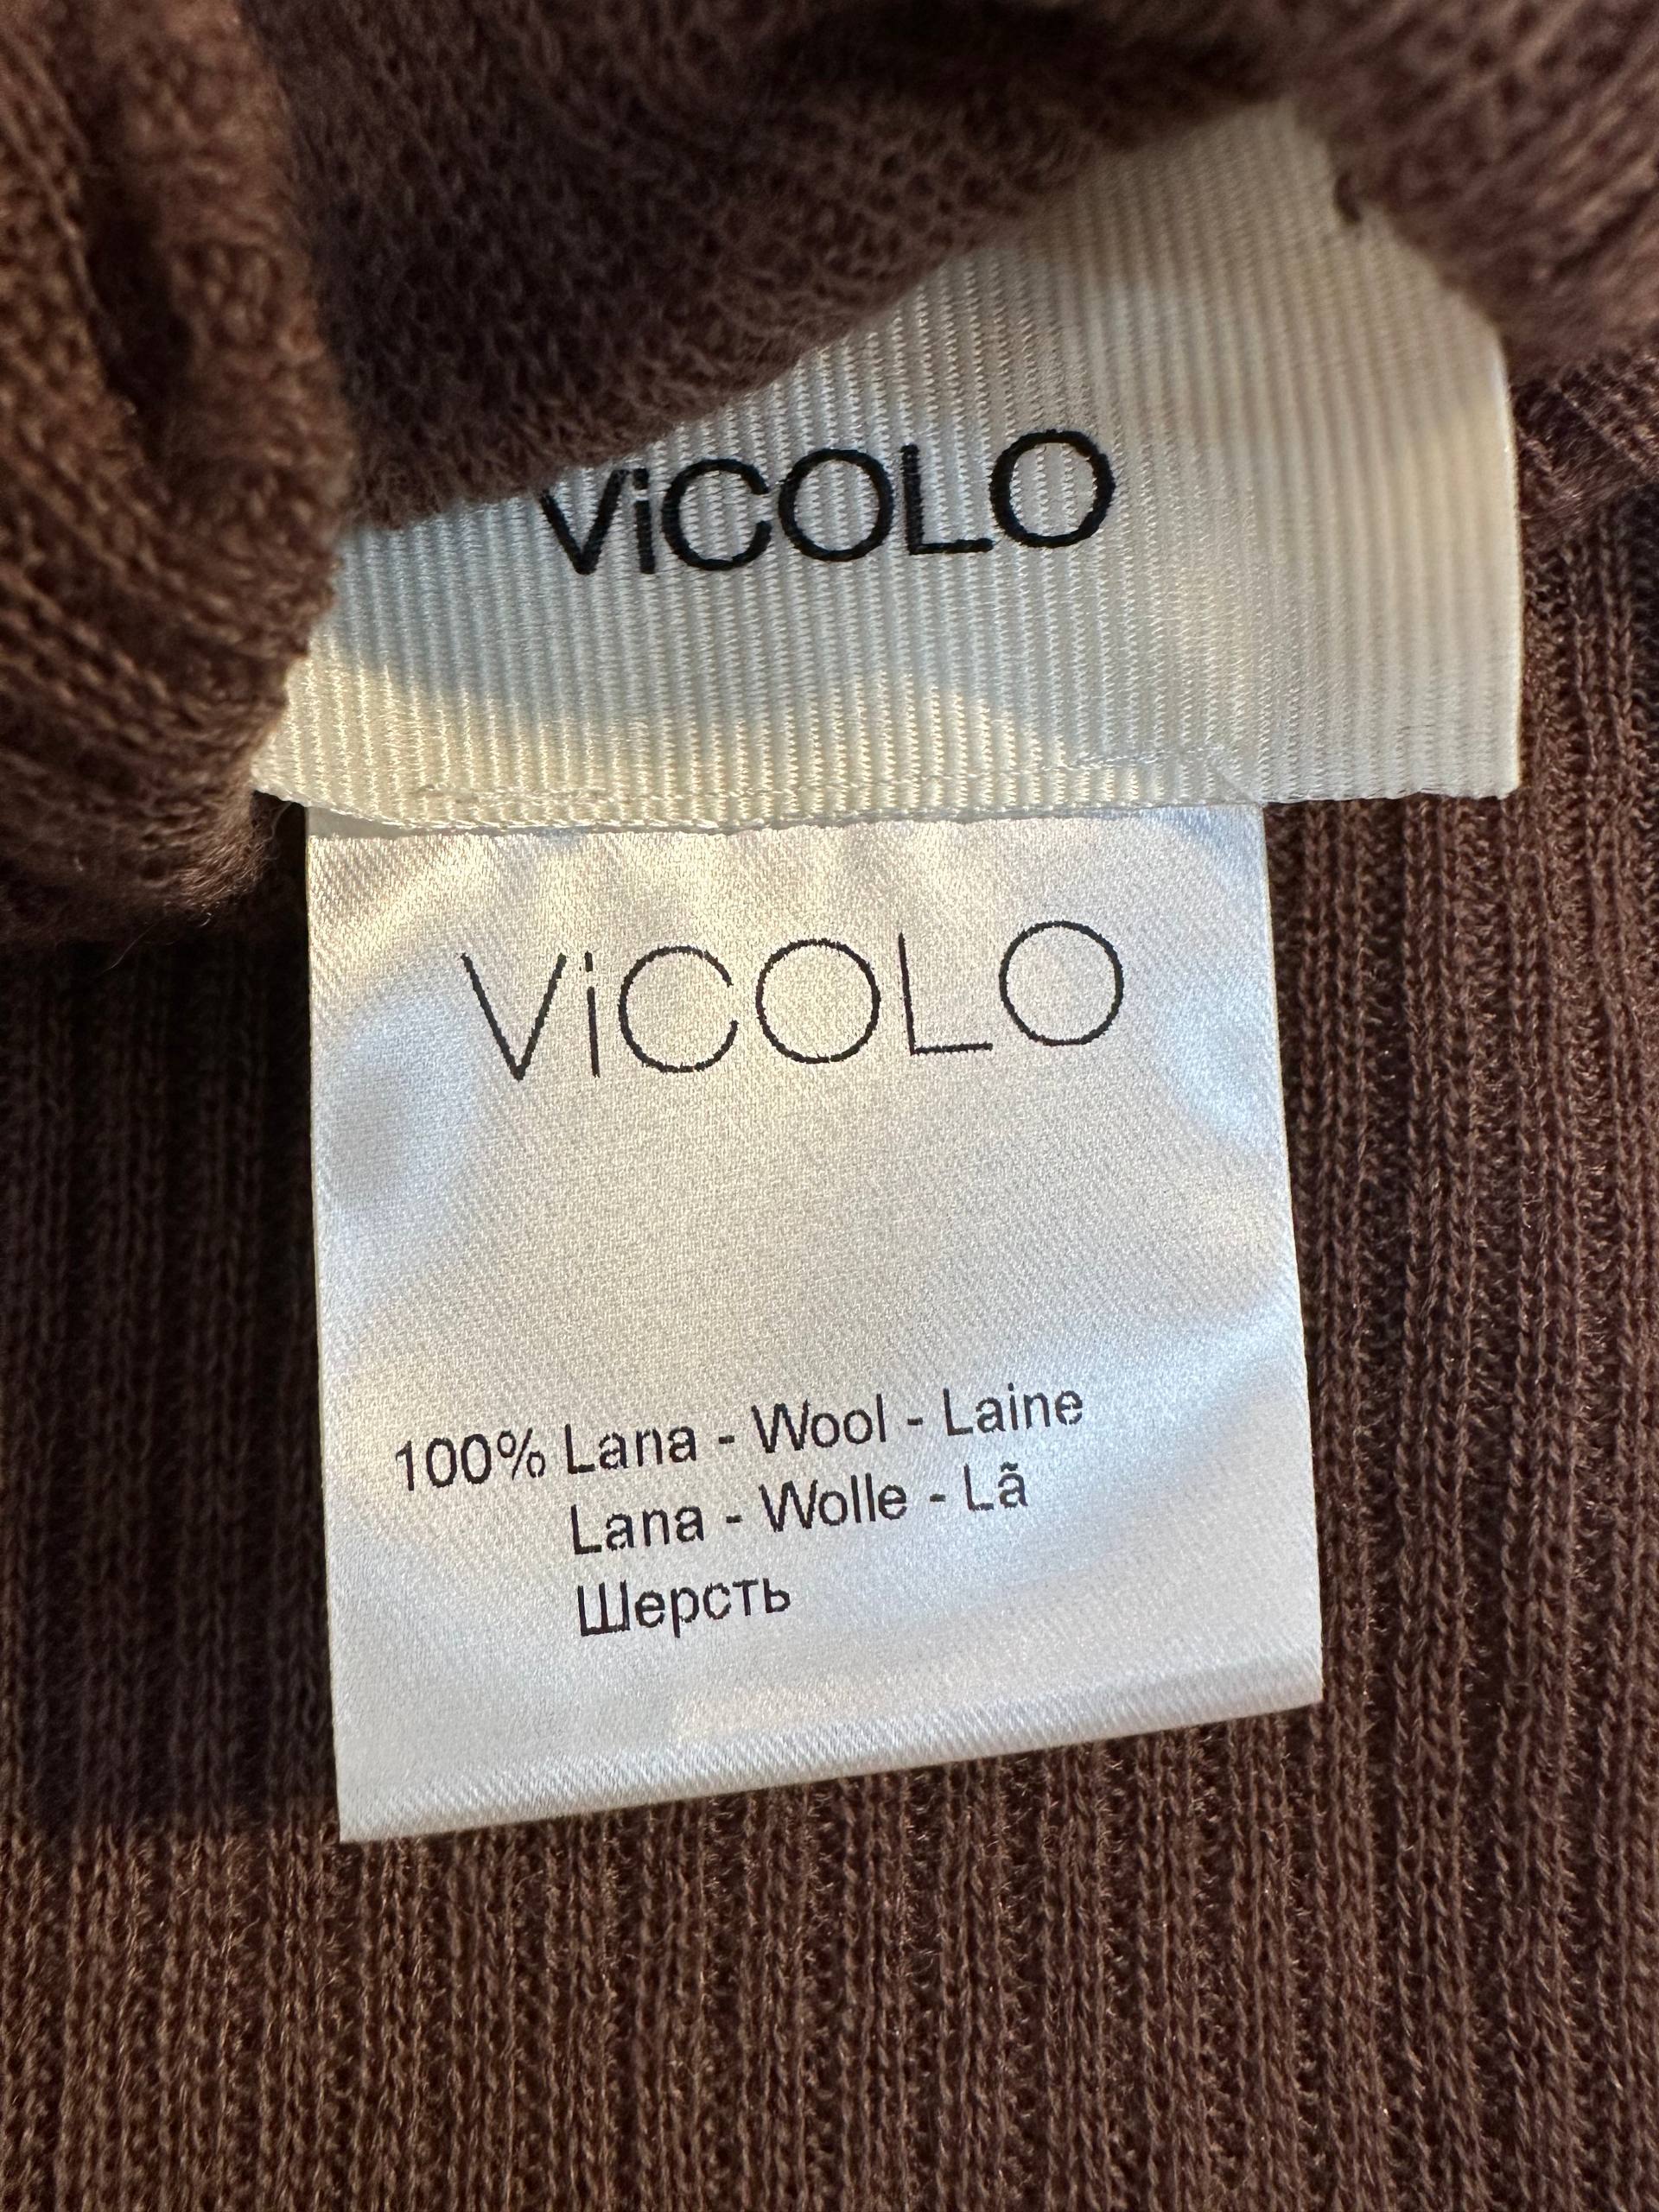 ViCOLO
ViCOLO
100% Lana - Wool - Laine
Lana - Wolle - Lã
Шерсть